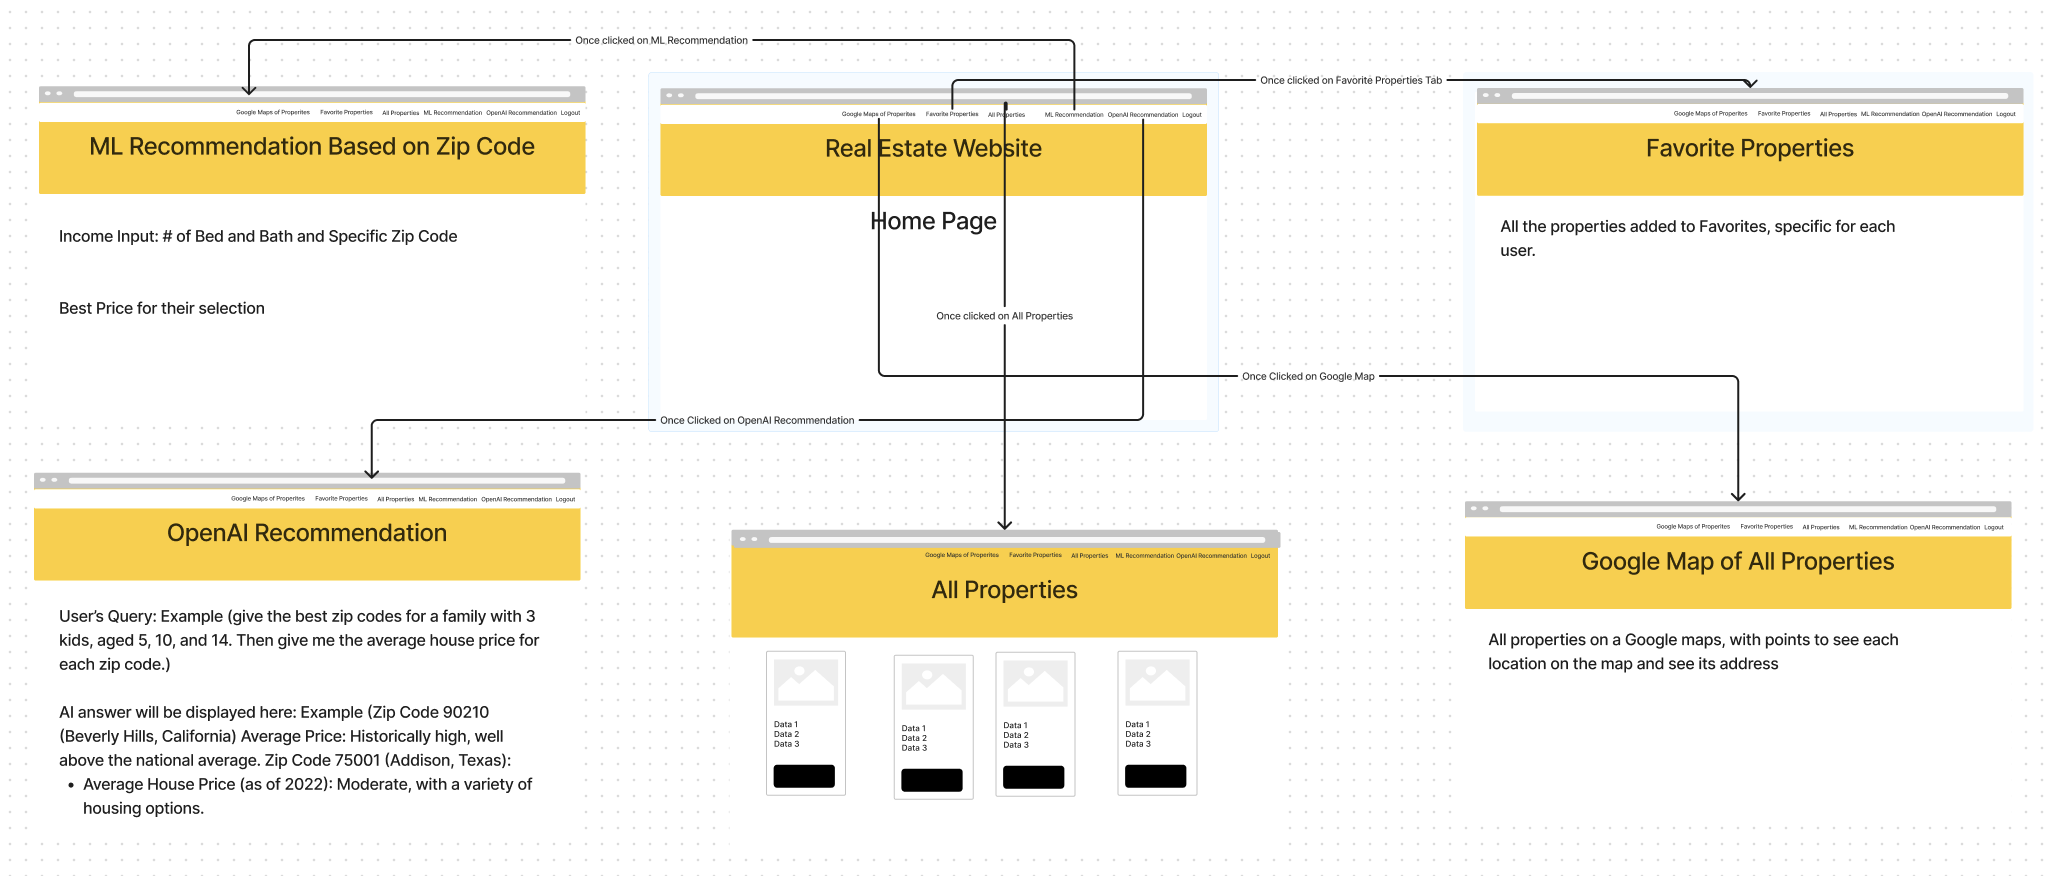 Once clicked on ML Recommendation
Once clicked on Favorite Properties Tab
Google Maps of Properites Favorite Properties All Properties ML Recommendation OpenAI Recommendation Logout
ML Recommendation Based on Zip Code
Income Input: # of Bed and Bath and Specific Zip Code
Best Price for their selection
Google Maps of Properites Favorite Properties All Properties ML Recommendation OpenAI Recommendation Logout
Real Estate Website
Home Page
Once clicked on All Properties
Google Maps of Properites Favorite Properties All Properties ML Recommendation OpenAI Recommendation Logout
Favorite Properties
All the properties added to Favorites, specific for each
user.
Once Clicked on Google Map
Once Clicked on OpenAI Recommendation
Google Maps of Properites Favorite Properties All Properties ML Recommendation OpenAI Recommendation Logout
OpenAI Recommendation
User’s Query: Example (give the best zip codes for a family with 3
kids, aged 5, 10, and 14. Then give me the average house price for
each zip code.)
AI answer will be displayed here: Example (Zip Code 90210
(Beverly Hills, California) Average Price: Historically high, well
above the national average. Zip Code 75001 (Addison, Texas):
• Average House Price (as of 2022): Moderate, with a variety of
housing options.
Google Maps of Properites Favorite Properties All Properties ML Recommendation OpenAI Recommendation Logout
All Properties
Data 1
Data 2
Data 3
Data 1
Data 2
Data 3
Data 1
Data 2
Data 3
Data 1
Data 2
Data 3
Google Maps of Properites Favorite Properties All Properties ML Recommendation OpenAI Recommendation Logout
Google Map of All Properties
All properties on a Google maps, with points to see each
location on the map and see its address